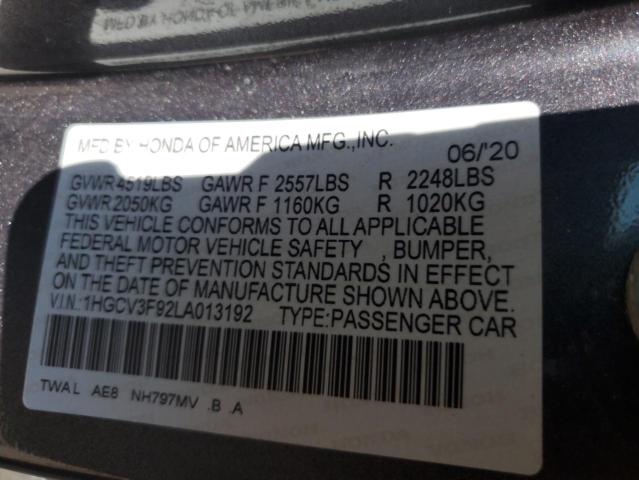 MFD BY HONDA OF AMERICA MFG.,INC. 06/'20
GVWR 4519LBS GAWR F 2557LBS R 2248LBS
GVWR 2050KG GAWR F 1160KG R 1020KG
THIS VEHICLE CONFORMS TO ALL APPLICABLE
FEDERAL MOTOR VEHICLE SAFETY , BUMPER,
AND THEFT PREVENTION STANDARDS IN EFFECT
ON THE DATE OF MANUFACTURE SHOWN ABOVE.
V.I.N.:1HGCV3F92LA013192 TYPE:PASSENGER CAR
TWA L AE8 NH797MV .B .A